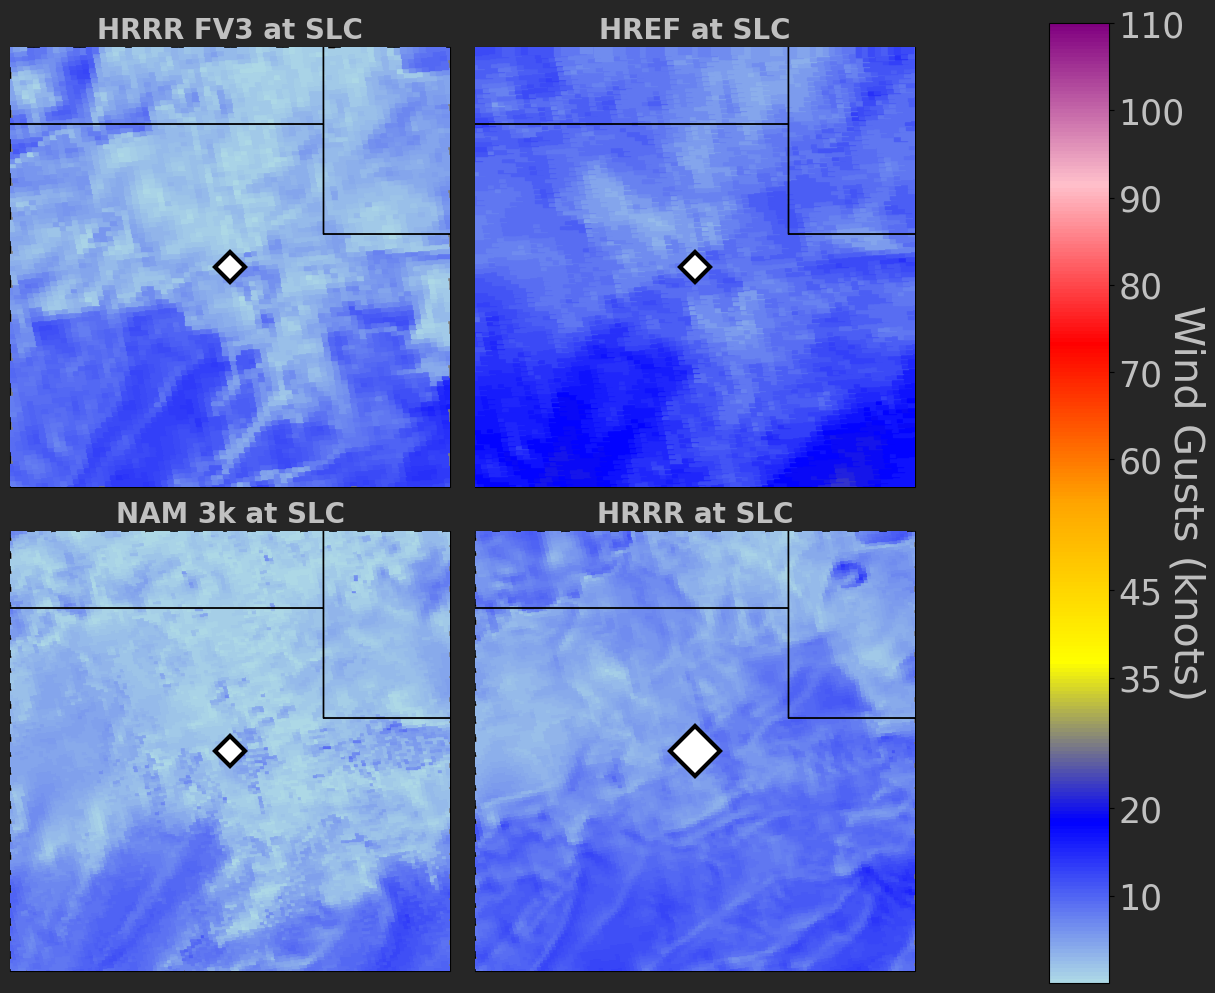 HRRR FV3 at SLC
HREF at SLC
NAM 3k at SLC
HRRR at SLC
110
100
90
80
70
60
45
35
20
10
Wind Gusts (knots)